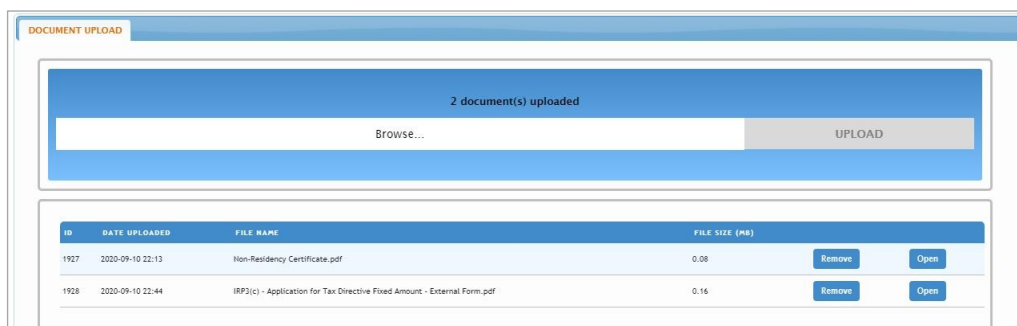 DOCUMENT UPLOAD
2 document(s) uploaded
Browse... UPLOAD
ID DATE UPLOADED FILE NAME FILE SIZE (MB)
1927 2020-09-10 22:13 Non-Residency Certificate.pdf 0.08 Remove Open
1928 2020-09-10 22:44 IRP3(c) - Application for Tax Directive Fixed Amount - External Form.pdf 0.16 Remove Open